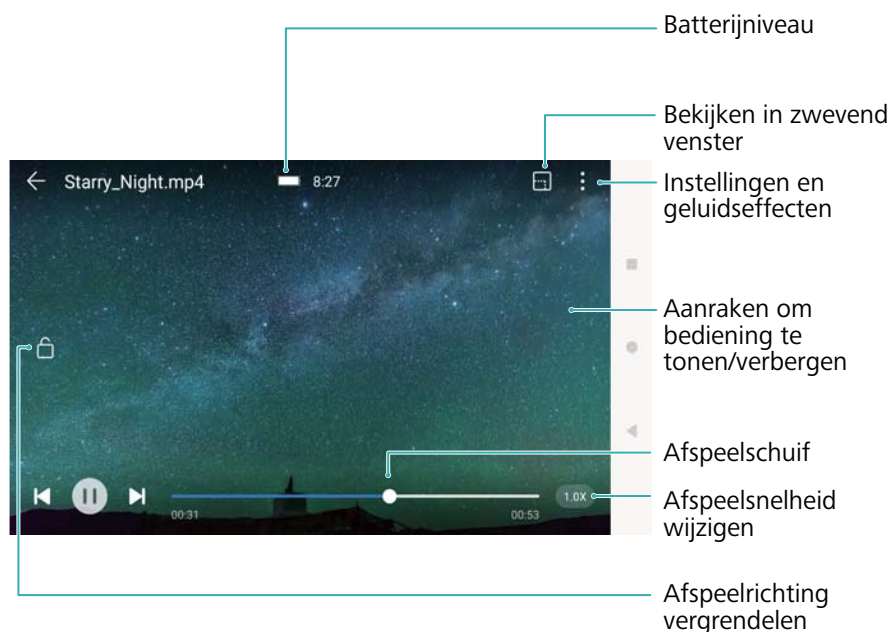 Batterijniveau
Bekijken in zwevend
venster
Starry_Night.mp4
8:27
Instellingen en
geluidseffecten
Aanraken om
bediening te
tonen/verbergen
Afspeelschuif
1.0X
00:31
00:53
Afspeelsnelheid
wijzigen
Afspeelrichting
vergrendelen